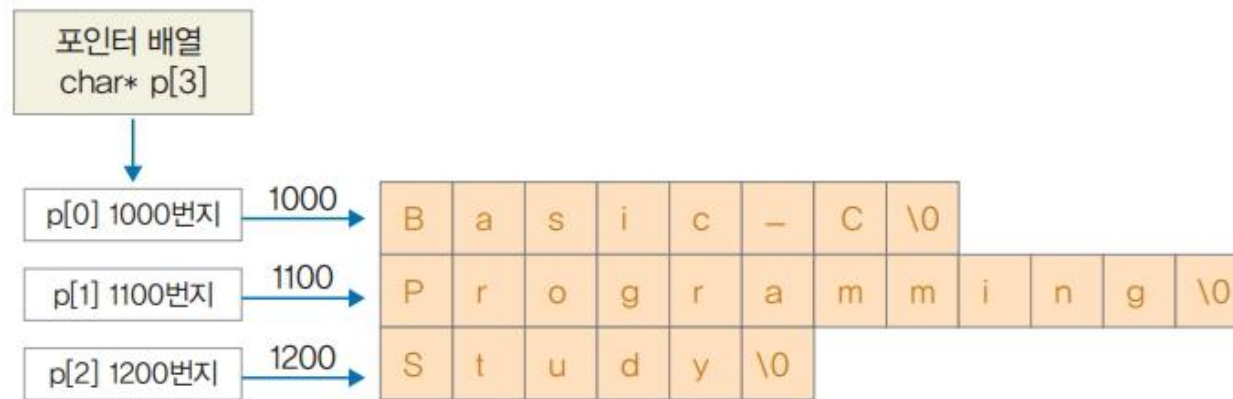 포인터 배열
char* p[3]
p[0] 1000번지 1000 B a s i c _ C \0
p[1] 1100번지 1100 P r o g r a m m i n g \0
p[2] 1200번지 1200 S t u d y \0